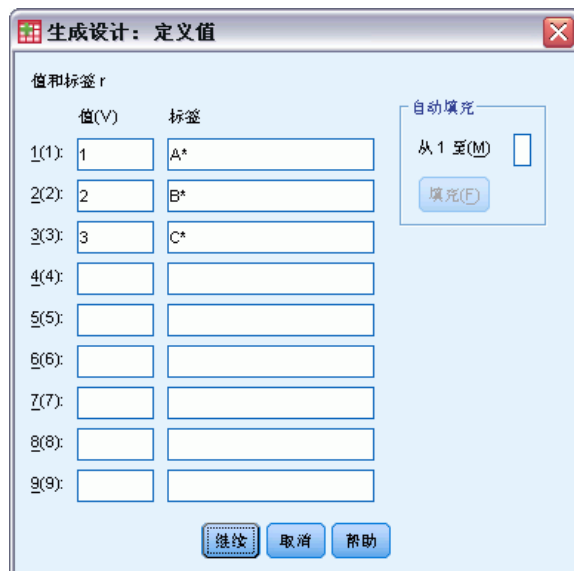 生成设计：定义值
值和标签 r
值(V) 标签
1(1): 1 A*
2(2): 2 B*
3(3): 3 C*
4(4):
5(5):
6(6):
7(7):
8(8):
9(9):
自动填充
从 1 至(M)
填充(F)
继续 取消 帮助